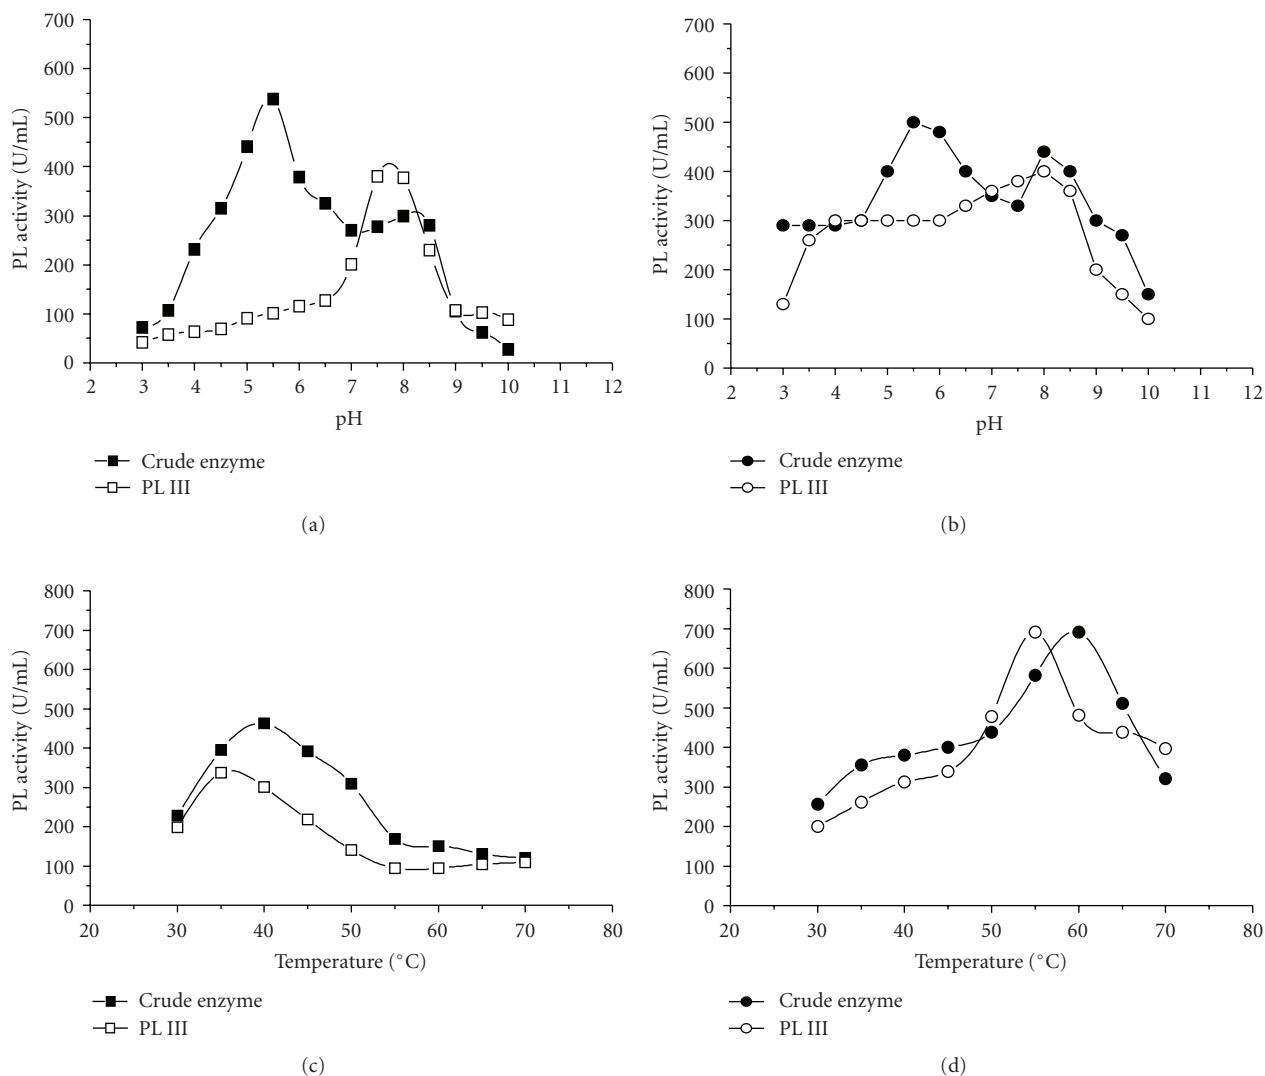 700
600
500
400
300
200
100
0
PL activity (U/mL)
2 3 4 5 6 7 8 9 10 11 12
pH
Crude enzyme
PL III
(a)
700
600
500
400
300
200
100
0
PL activity (U/mL)
2 3 4 5 6 7 8 9 10 11 12
pH
Crude enzyme
PL III
(b)
800
700
600
500
400
300
200
100
0
PL activity (U/mL)
20 30 40 50 60 70 80
Temperature (°C)
Crude enzyme
PL III
(c)
800
700
600
500
400
300
200
100
0
PL activity (U/mL)
20 30 40 50 60 70 80
Temperature (°C)
Crude enzyme
PL III
(d)